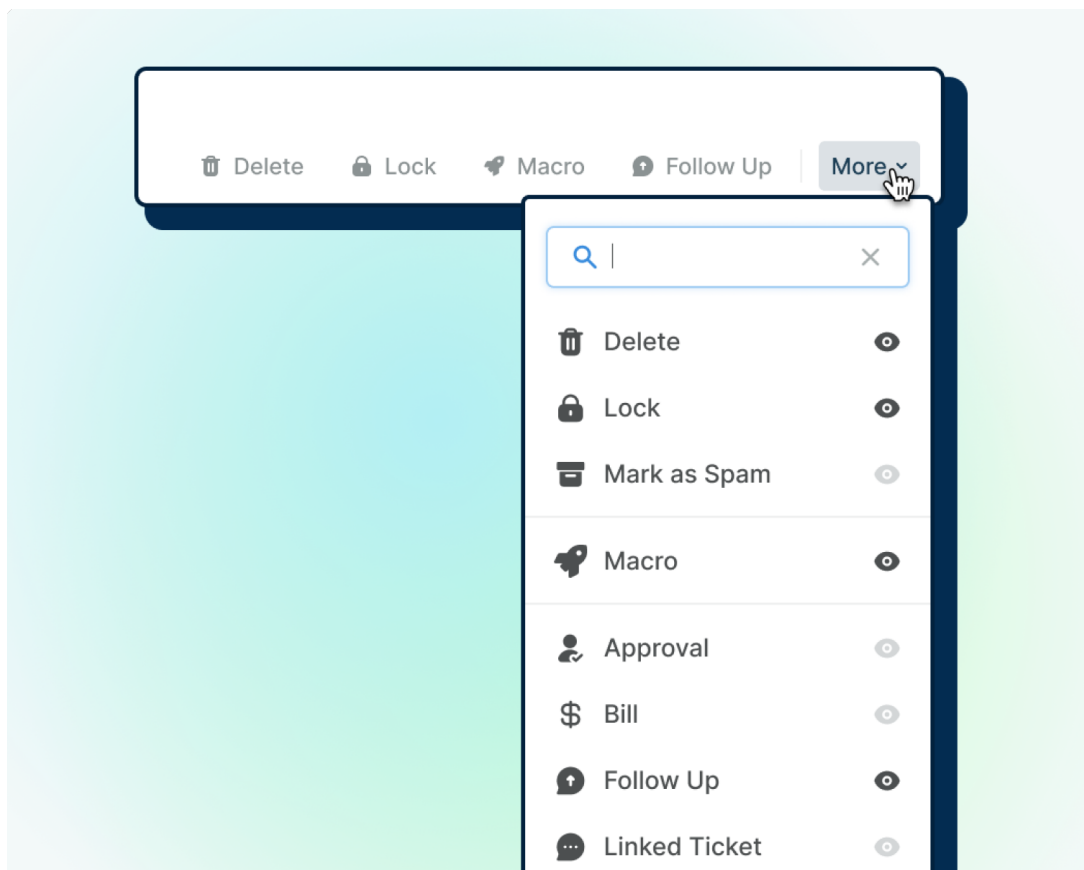 Delete Lock Macro Follow Up More
Delete
Lock
Mark as Spam
Macro
Approval
Bill
Follow Up
Linked Ticket